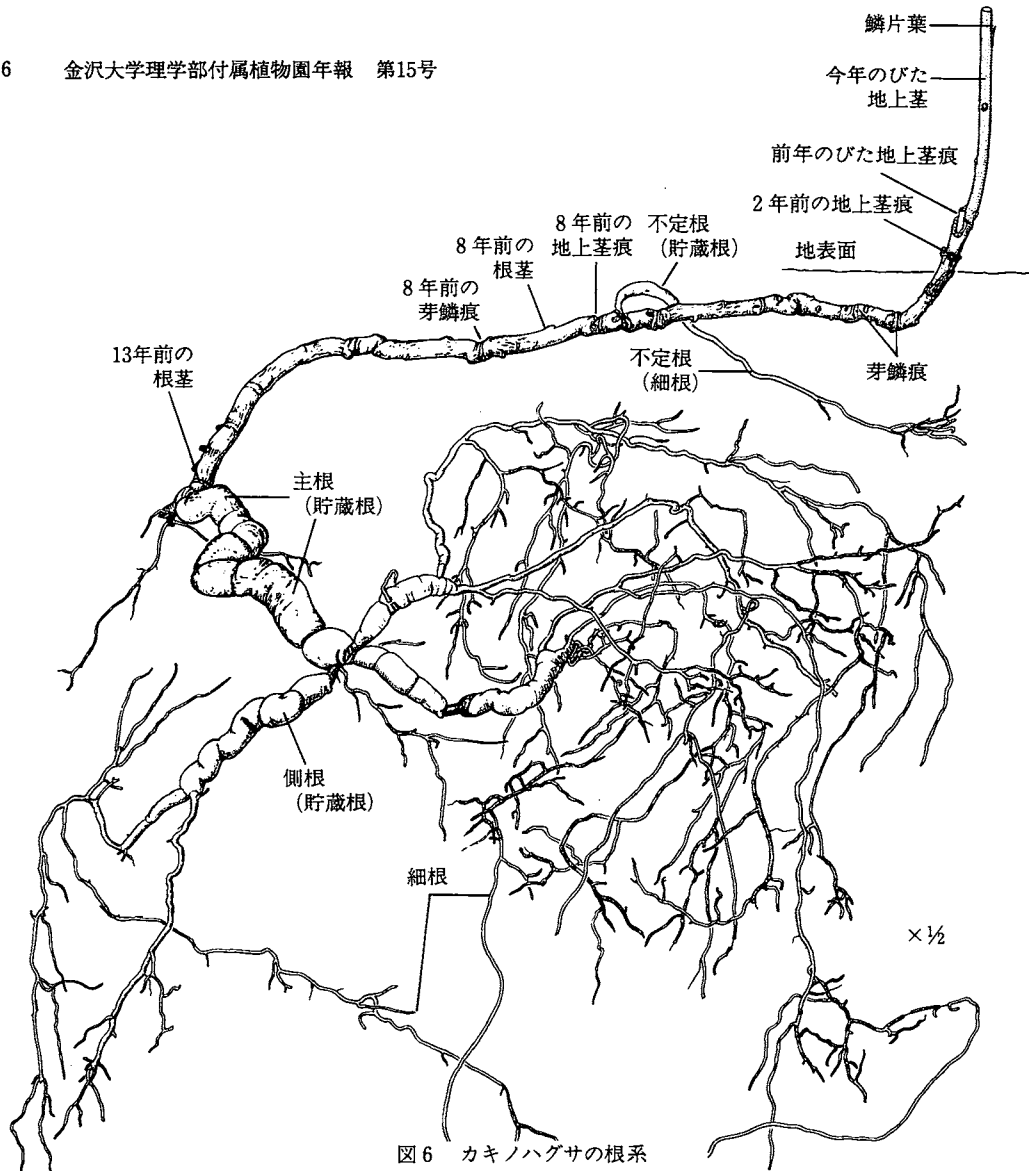 6 金沢大学理学部付属植物園年報 第15号
鱗片葉
今年のびた
地上茎
前年のびた地上茎痕
2年前の地上茎痕
地表面
不定根
(貯蔵根)
8年前の
地上茎痕
8年前の
根茎
8年前の
芽鱗痕
13年前の
根茎
不定根
(細根)
芽鱗痕
主根
(貯蔵根)
側根
(貯蔵根)
細根
×½
図6 カキノハグサの根系